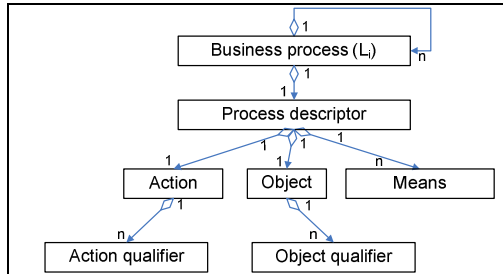 1
Business process (Lᵢ)
n
1
1
Process descriptor
1 1 1 1
1 n
Action Object Means
1 1
n n
Action qualifier Object qualifier